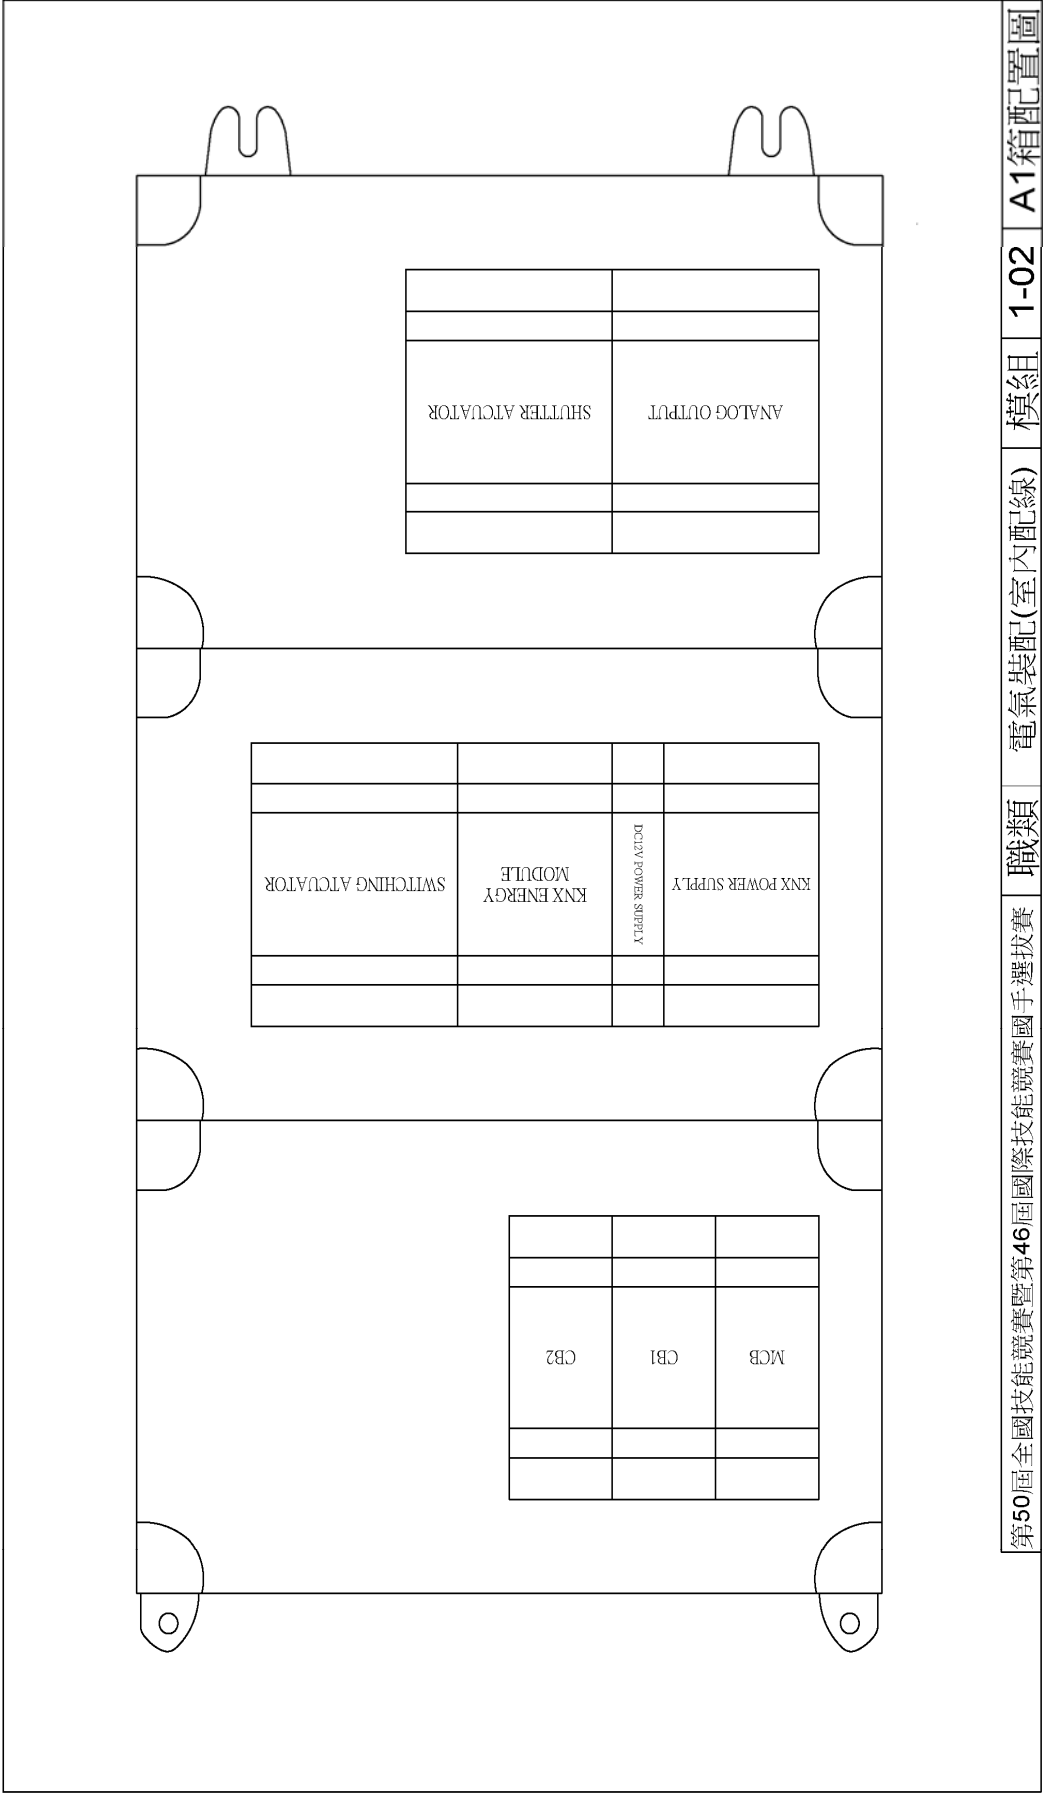 MCB
CB1
CB2
KNX POWER SUPPLY
DC12V POWER SUPPLY
KNX ENERGY
MODULE
SWITCHING ATCUATOR
ANALOG OUTPUT
SHUTTER ATCUATOR
第50屆全國技能競賽暨第46屆國際技能競賽國手選拔賽 職類 電氣裝配(室內配線) 模組 1-02 A1箱配置圖